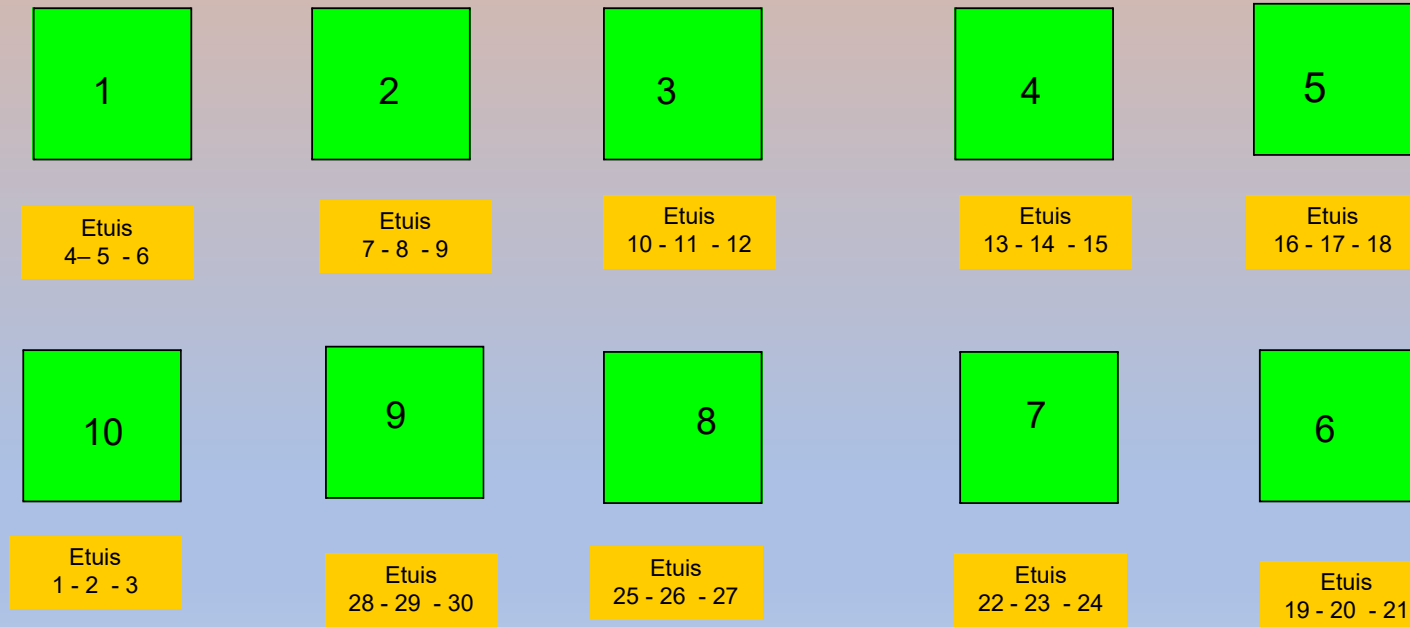 1
2
3
4
5
Etuis
4– 5 - 6
Etuis
7 - 8 - 9
Etuis
10 - 11 - 12
Etuis
13 - 14 - 15
Etuis
16 - 17 - 18
10
9
8
7
6
Etuis
1 - 2 - 3
Etuis
28 - 29 - 30
Etuis
25 - 26 - 27
Etuis
22 - 23 - 24
Etuis
19 - 20 - 21